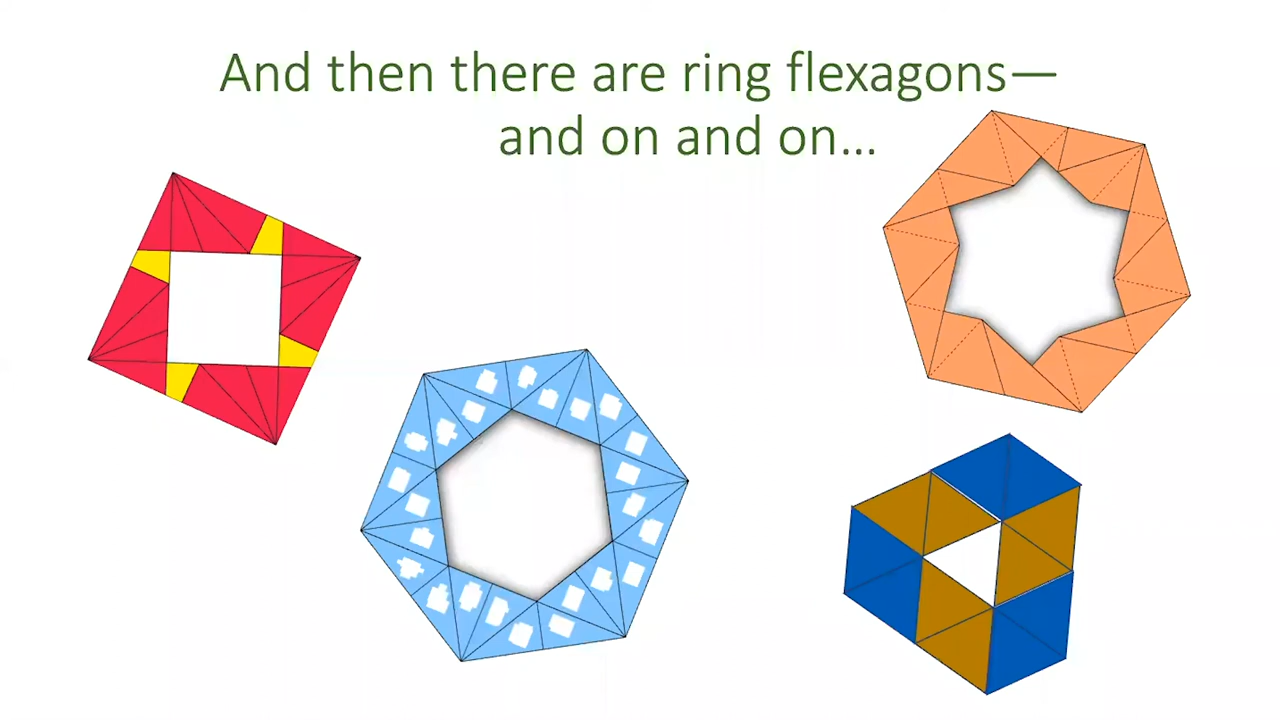 And then there are ring flexagons—
and on and on…